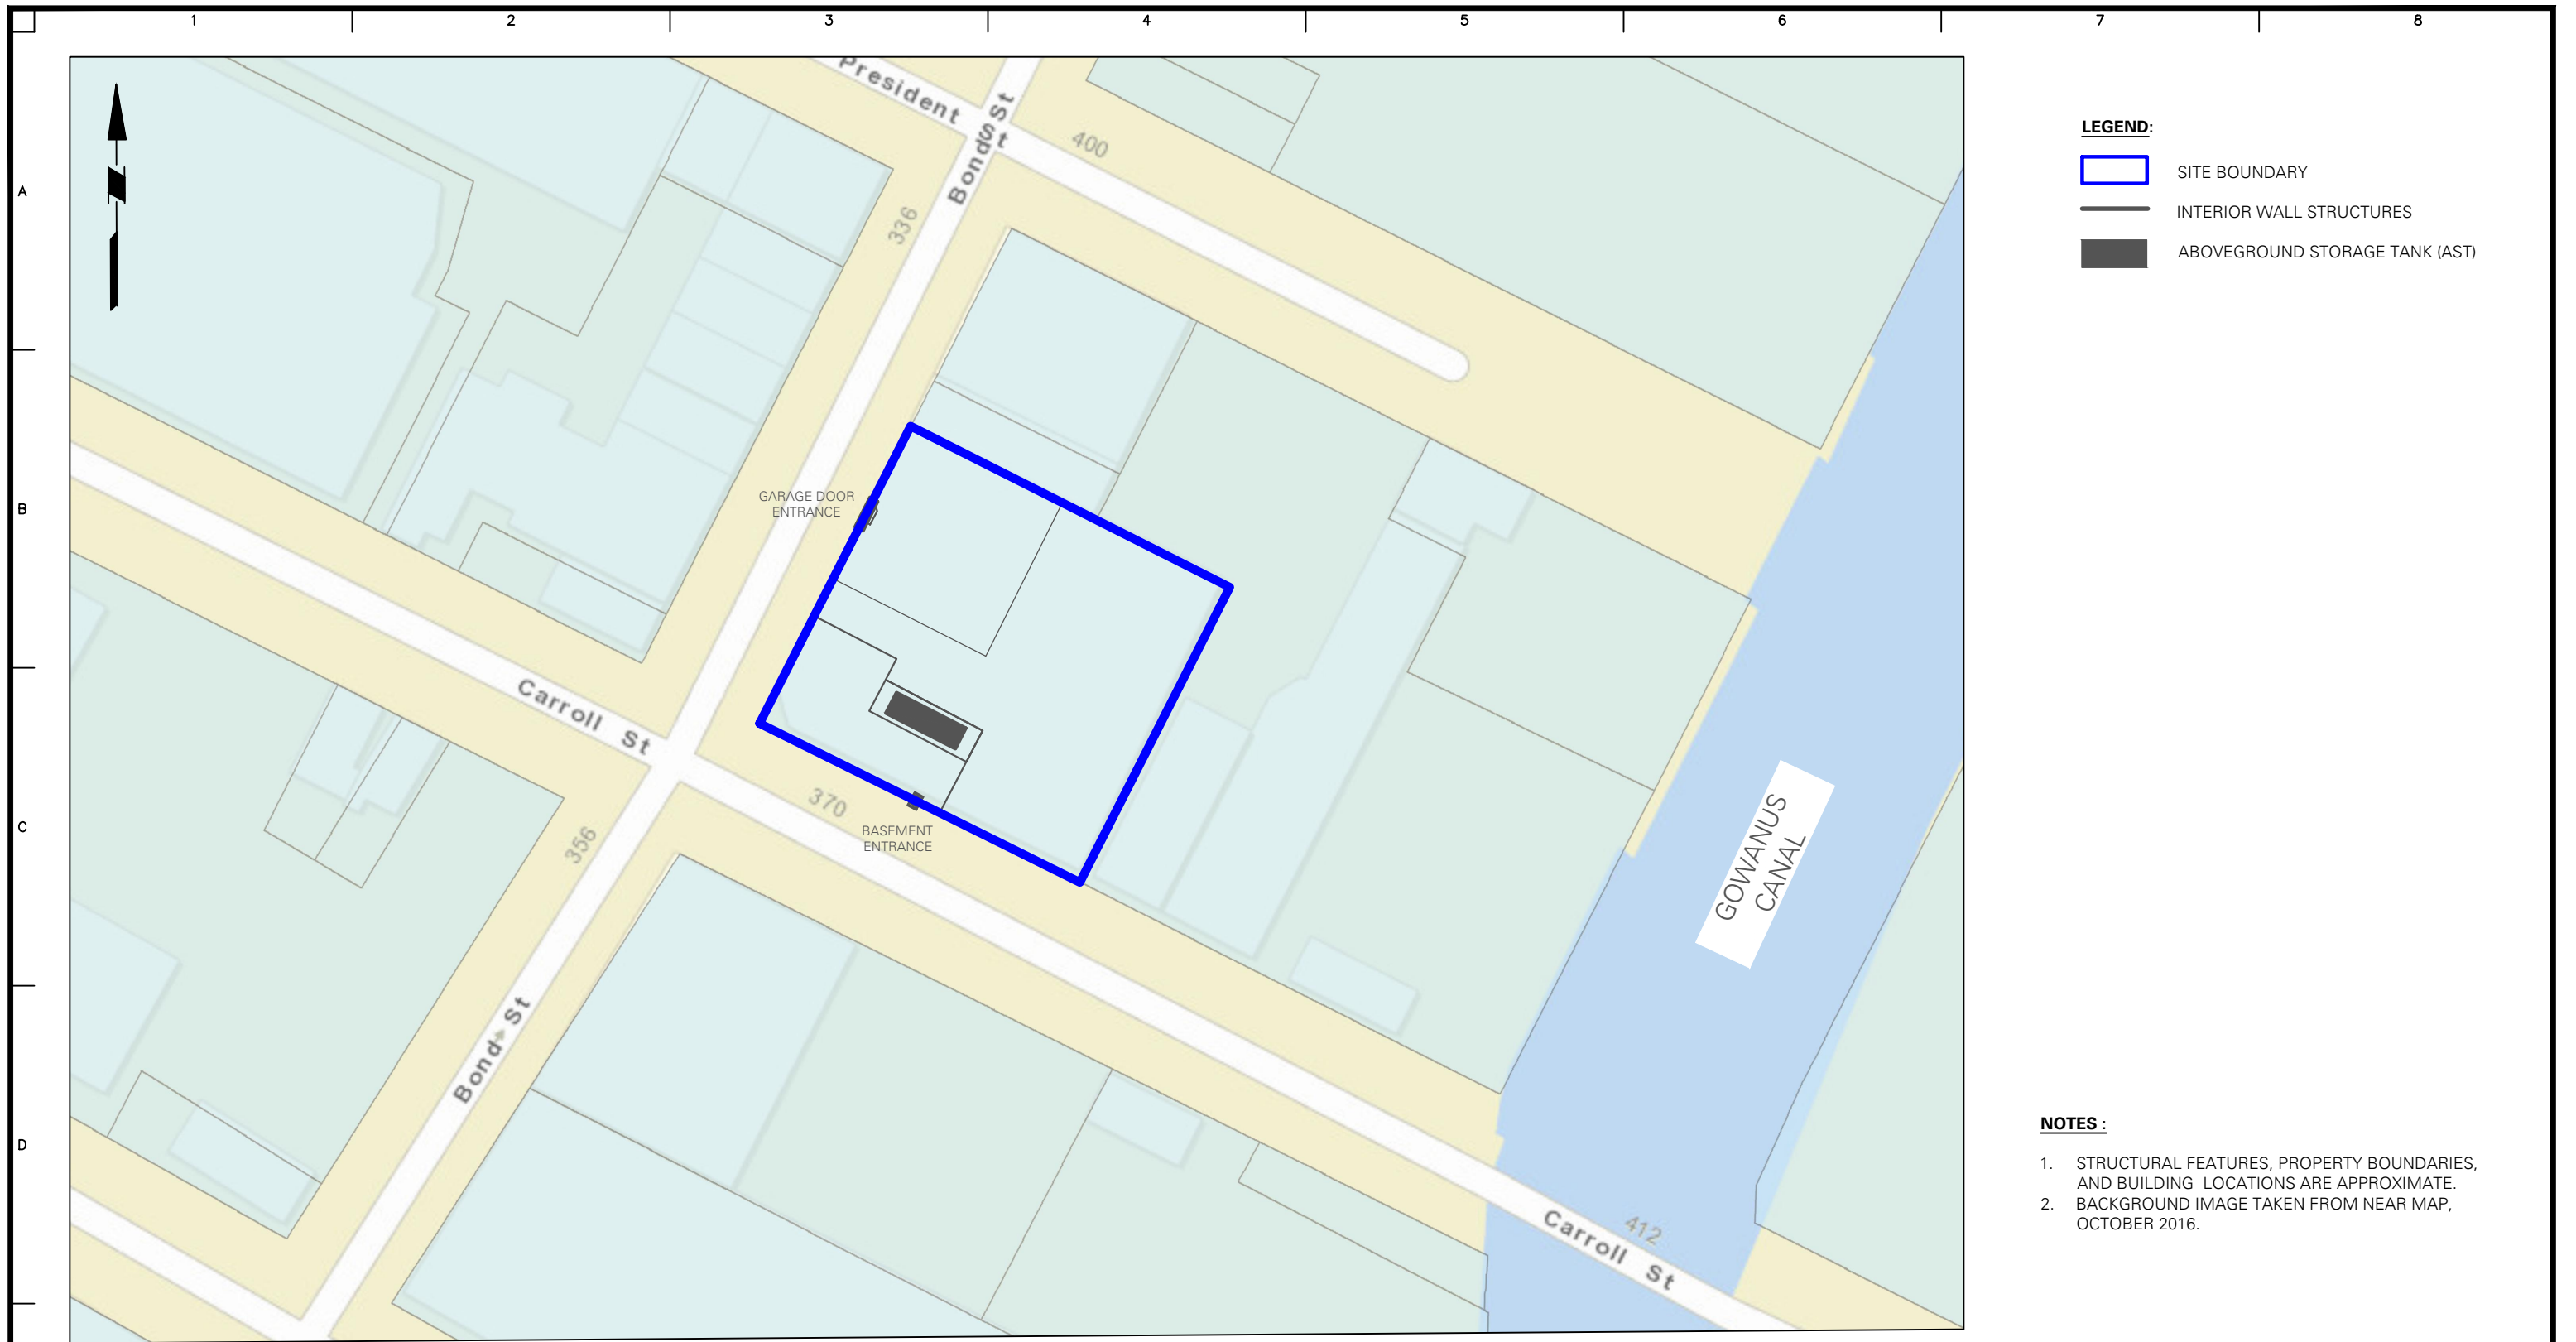 1 2 3 4 5 6 7 8
A
B
C
D
President St
Bond St
400
336
GARAGE DOOR
ENTRANCE
Carroll St
370
BASEMENT
ENTRANCE
356
Bond St
GOWANUS
CANAL
412
Carroll St
LEGEND:
SITE BOUNDARY
INTERIOR WALL STRUCTURES
ABOVEGROUND STORAGE TANK (AST)
NOTES :
1. STRUCTURAL FEATURES, PROPERTY BOUNDARIES,
AND BUILDING LOCATIONS ARE APPROXIMATE.
2. BACKGROUND IMAGE TAKEN FROM NEAR MAP,
OCTOBER 2016.